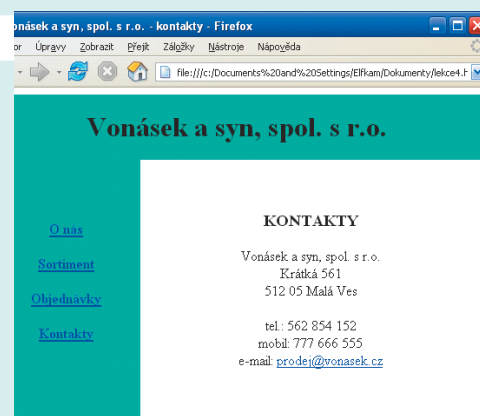 onásek a syn, spol. s r.o. - kontakty - Firefox
or Úpravy Zobrazit Přejít Záložky Nástroje Nápověda
file:///c:/Documents%20and%20Settings/Elfkam/Dokumenty/lekce4.h
Vonásek a syn, spol. s r.o.
O nás
Sortiment
Objednávky
Kontakty
KONTAKTY
Vonásek a syn, spol. s r.o.
Krátká 561
512 05 Malá Ves
tel.: 562 854 152
mobil: 777 666 555
e-mail: prodej@vonasek.cz